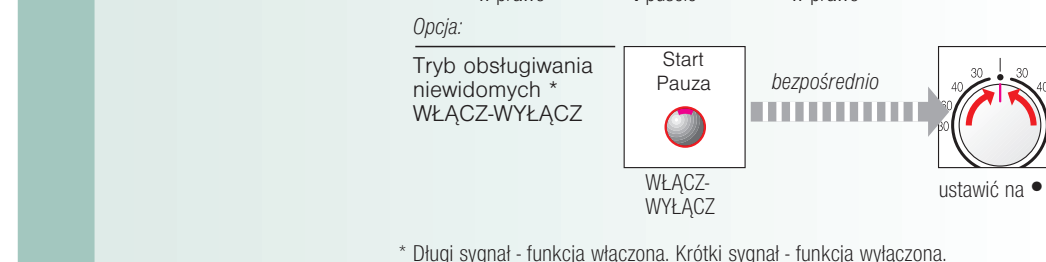 Opcja:
Tryb obsługiwania
niewidomych *
WŁĄCZ-WYŁĄCZ
Start
Pauza
WŁĄCZ-
WYŁĄCZ
bezpośrednio
30 30
40 40
ustawić na ●
* Długi sygnał - funkcja włączona. Krótki sygnał - funkcja wyłączona.